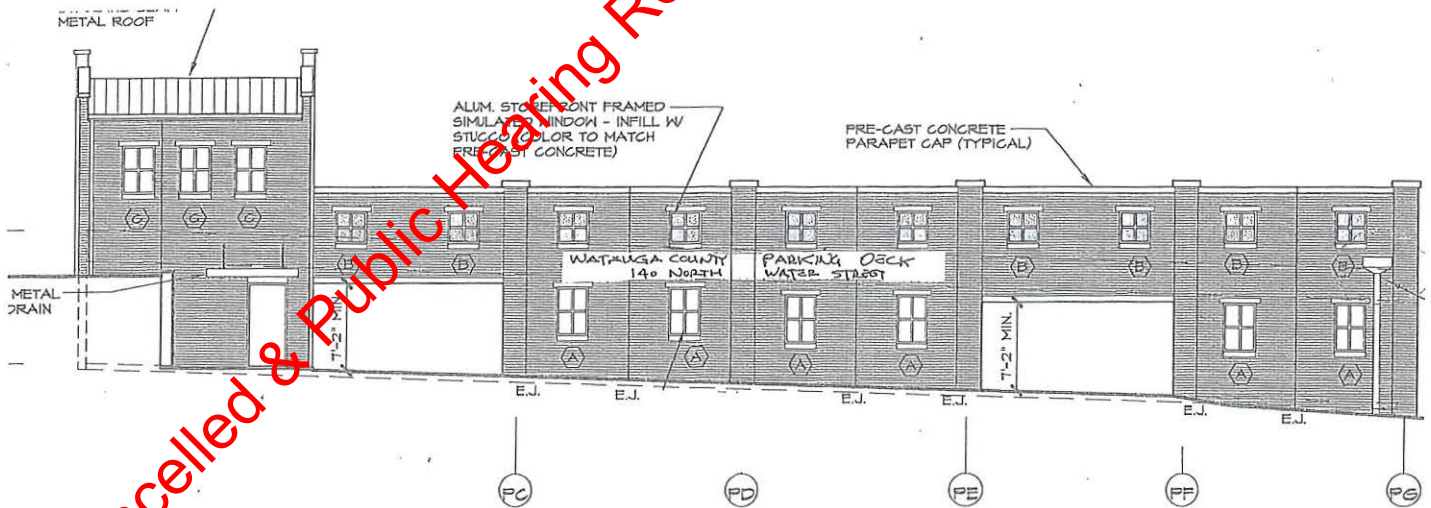 METAL ROOF
ALUM. STOREFRONT FRAMED
SIMULATED WINDOW - INFILL W/
STUCCO (COLOR TO MATCH
PRE-CAST CONCRETE)
PRE-CAST CONCRETE
PARAPET CAP (TYPICAL)
G G G
B B B B B B
WATAUGA COUNTY PARKING DECK
140 NORTH WATER STREET
METAL
DRAIN
7'-2" MIN.
7'-2" MIN.
A A A A A A
E.J. E.J. E.J. E.J. E.J. E.J.
PC PD PE PF PG
celled & Public Hearing